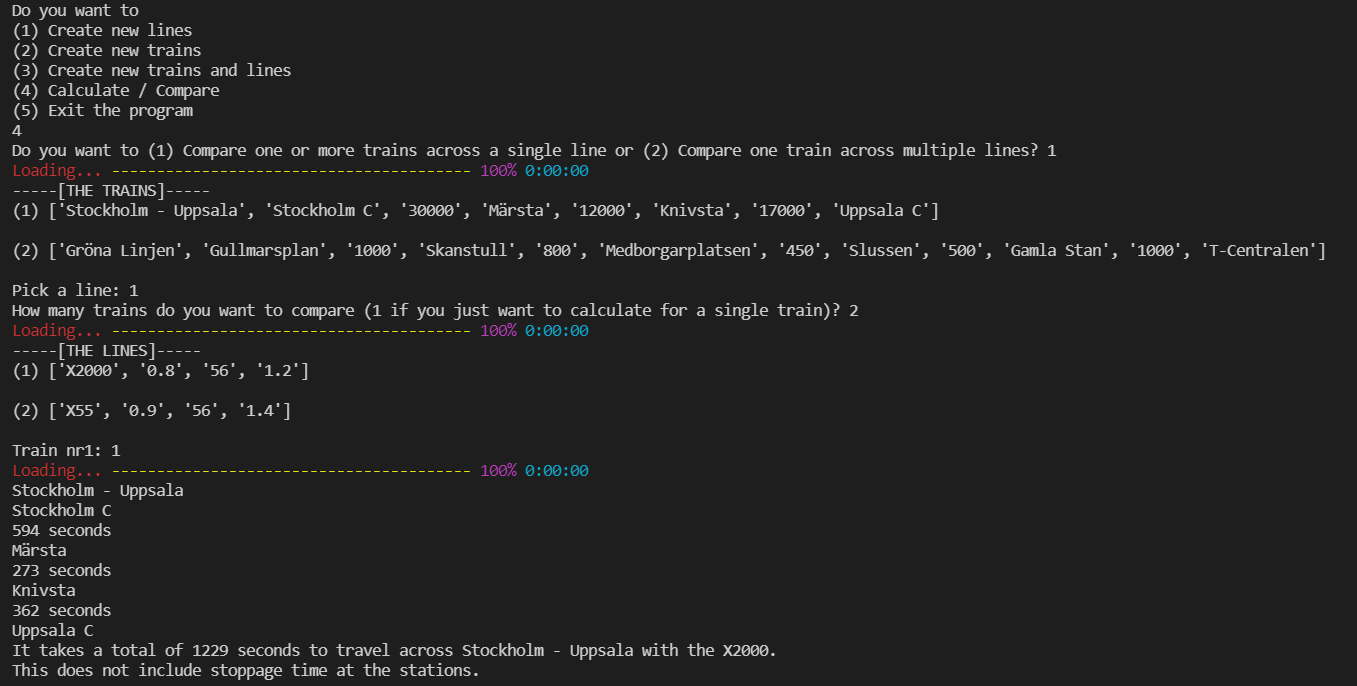 Do you want to
(1) Create new lines
(2) Create new trains
(3) Create new trains and lines
(4) Calculate / Compare
(5) Exit the program
4
Do you want to (1) Compare one or more trains across a single line or (2) Compare one train across multiple lines? 1
Loading... ---------------------------------------- 100% 0:00:00
-----[THE TRAINS]-----
(1) ['Stockholm - Uppsala', 'Stockholm C', '30000', 'Märsta', '12000', 'Knivsta', '17000', 'Uppsala C']
(2) ['Gröna Linjen', 'Gullmarsplan', '1000', 'Skanstull', '800', 'Medborgarplatsen', '450', 'Slussen', '500', 'Gamla Stan', '1000', 'T-Centralen']
Pick a line: 1
How many trains do you want to compare (1 if you just want to calculate for a single train)? 2
Loading... ---------------------------------------- 100% 0:00:00
-----[THE LINES]-----
(1) ['X2000', '0.8', '56', '1.2']
(2) ['X55', '0.9', '56', '1.4']
Train nr1: 1
Loading... ---------------------------------------- 100% 0:00:00
Stockholm - Uppsala
Stockholm C
594 seconds
Märsta
273 seconds
Knivsta
362 seconds
Uppsala C
It takes a total of 1229 seconds to travel across Stockholm - Uppsala with the X2000.
This does not include stoppage time at the stations.